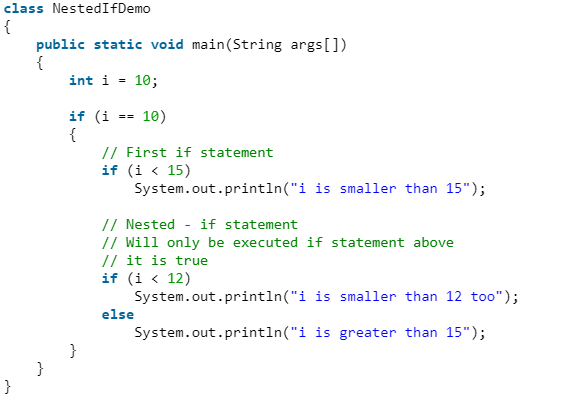 class NestedIfDemo
{
public static void main(String args[])
{
int i = 10;
if (i == 10)
{
// First if statement
if (i < 15)
System.out.println("i is smaller than 15");
// Nested - if statement
// Will only be executed if statement above
// it is true
if (i < 12)
System.out.println("i is smaller than 12 too");
else
System.out.println("i is greater than 15");
}
}
}